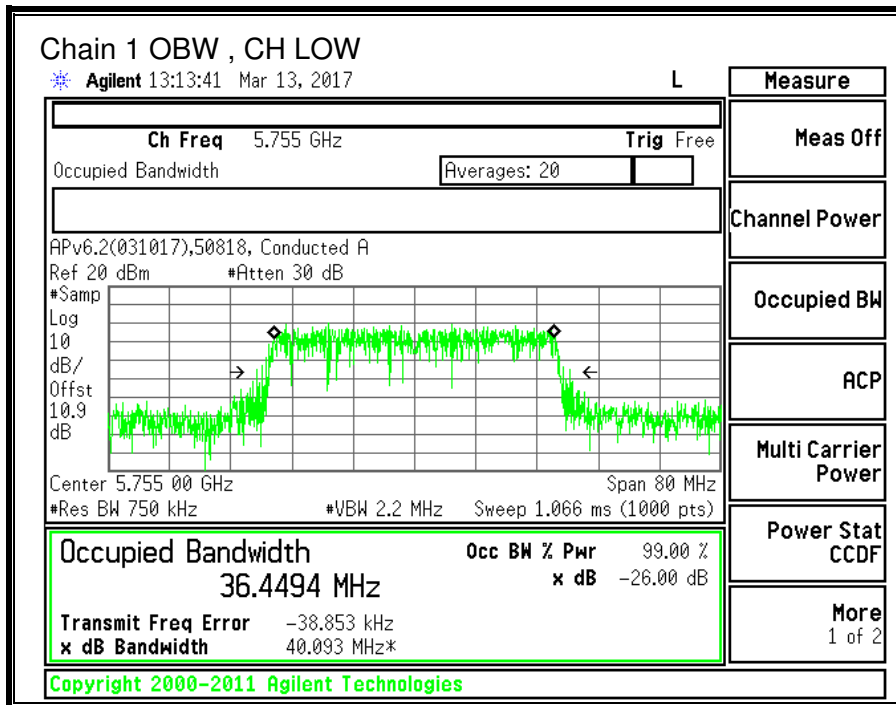 Chain 1 OBW , CH LOW
Agilent 13:13:41 Mar 13, 2017 L
Ch Freq 5.755 GHz Trig Free
Occupied Bandwidth Averages: 20
APv6.2(031017),50818, Conducted A
Ref 20 dBm #Atten 30 dB
#Samp
Log
10
dB/
Offst
10.9
dB
Center 5.755 00 GHz Span 80 MHz
#Res BW 750 kHz #VBW 2.2 MHz Sweep 1.066 ms (1000 pts)
Occupied Bandwidth Occ BW % Pwr 99.00 %
36.4494 MHz x dB -26.00 dB
Transmit Freq Error -38.853 kHz
x dB Bandwidth 40.093 MHz*
Copyright 2000-2011 Agilent Technologies
Measure
Meas Off
Channel Power
Occupied BW
ACP
Multi Carrier
Power
Power Stat
CCDF
More
1 of 2